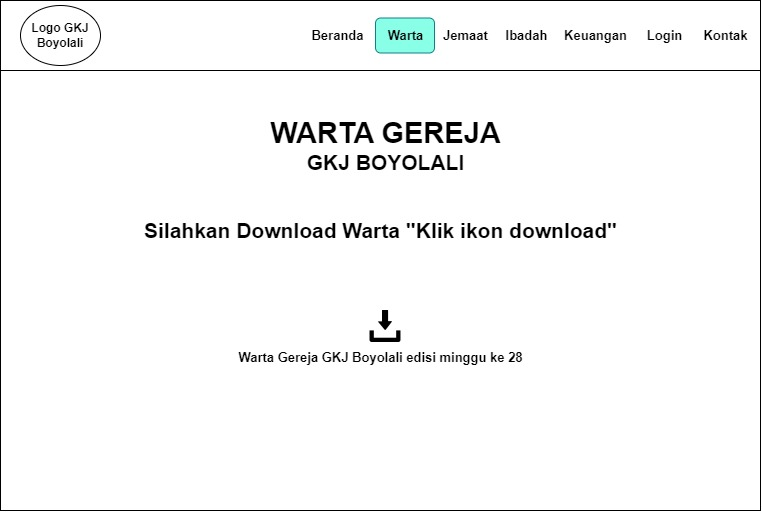 Logo GKJ
Boyolali
Beranda Warta Jemaat Ibadah Keuangan Login Kontak
WARTA GEREJA
GKJ BOYOLALI
Silahkan Download Warta "Klik ikon download"
Warta Gereja GKJ Boyolali edisi minggu ke 28